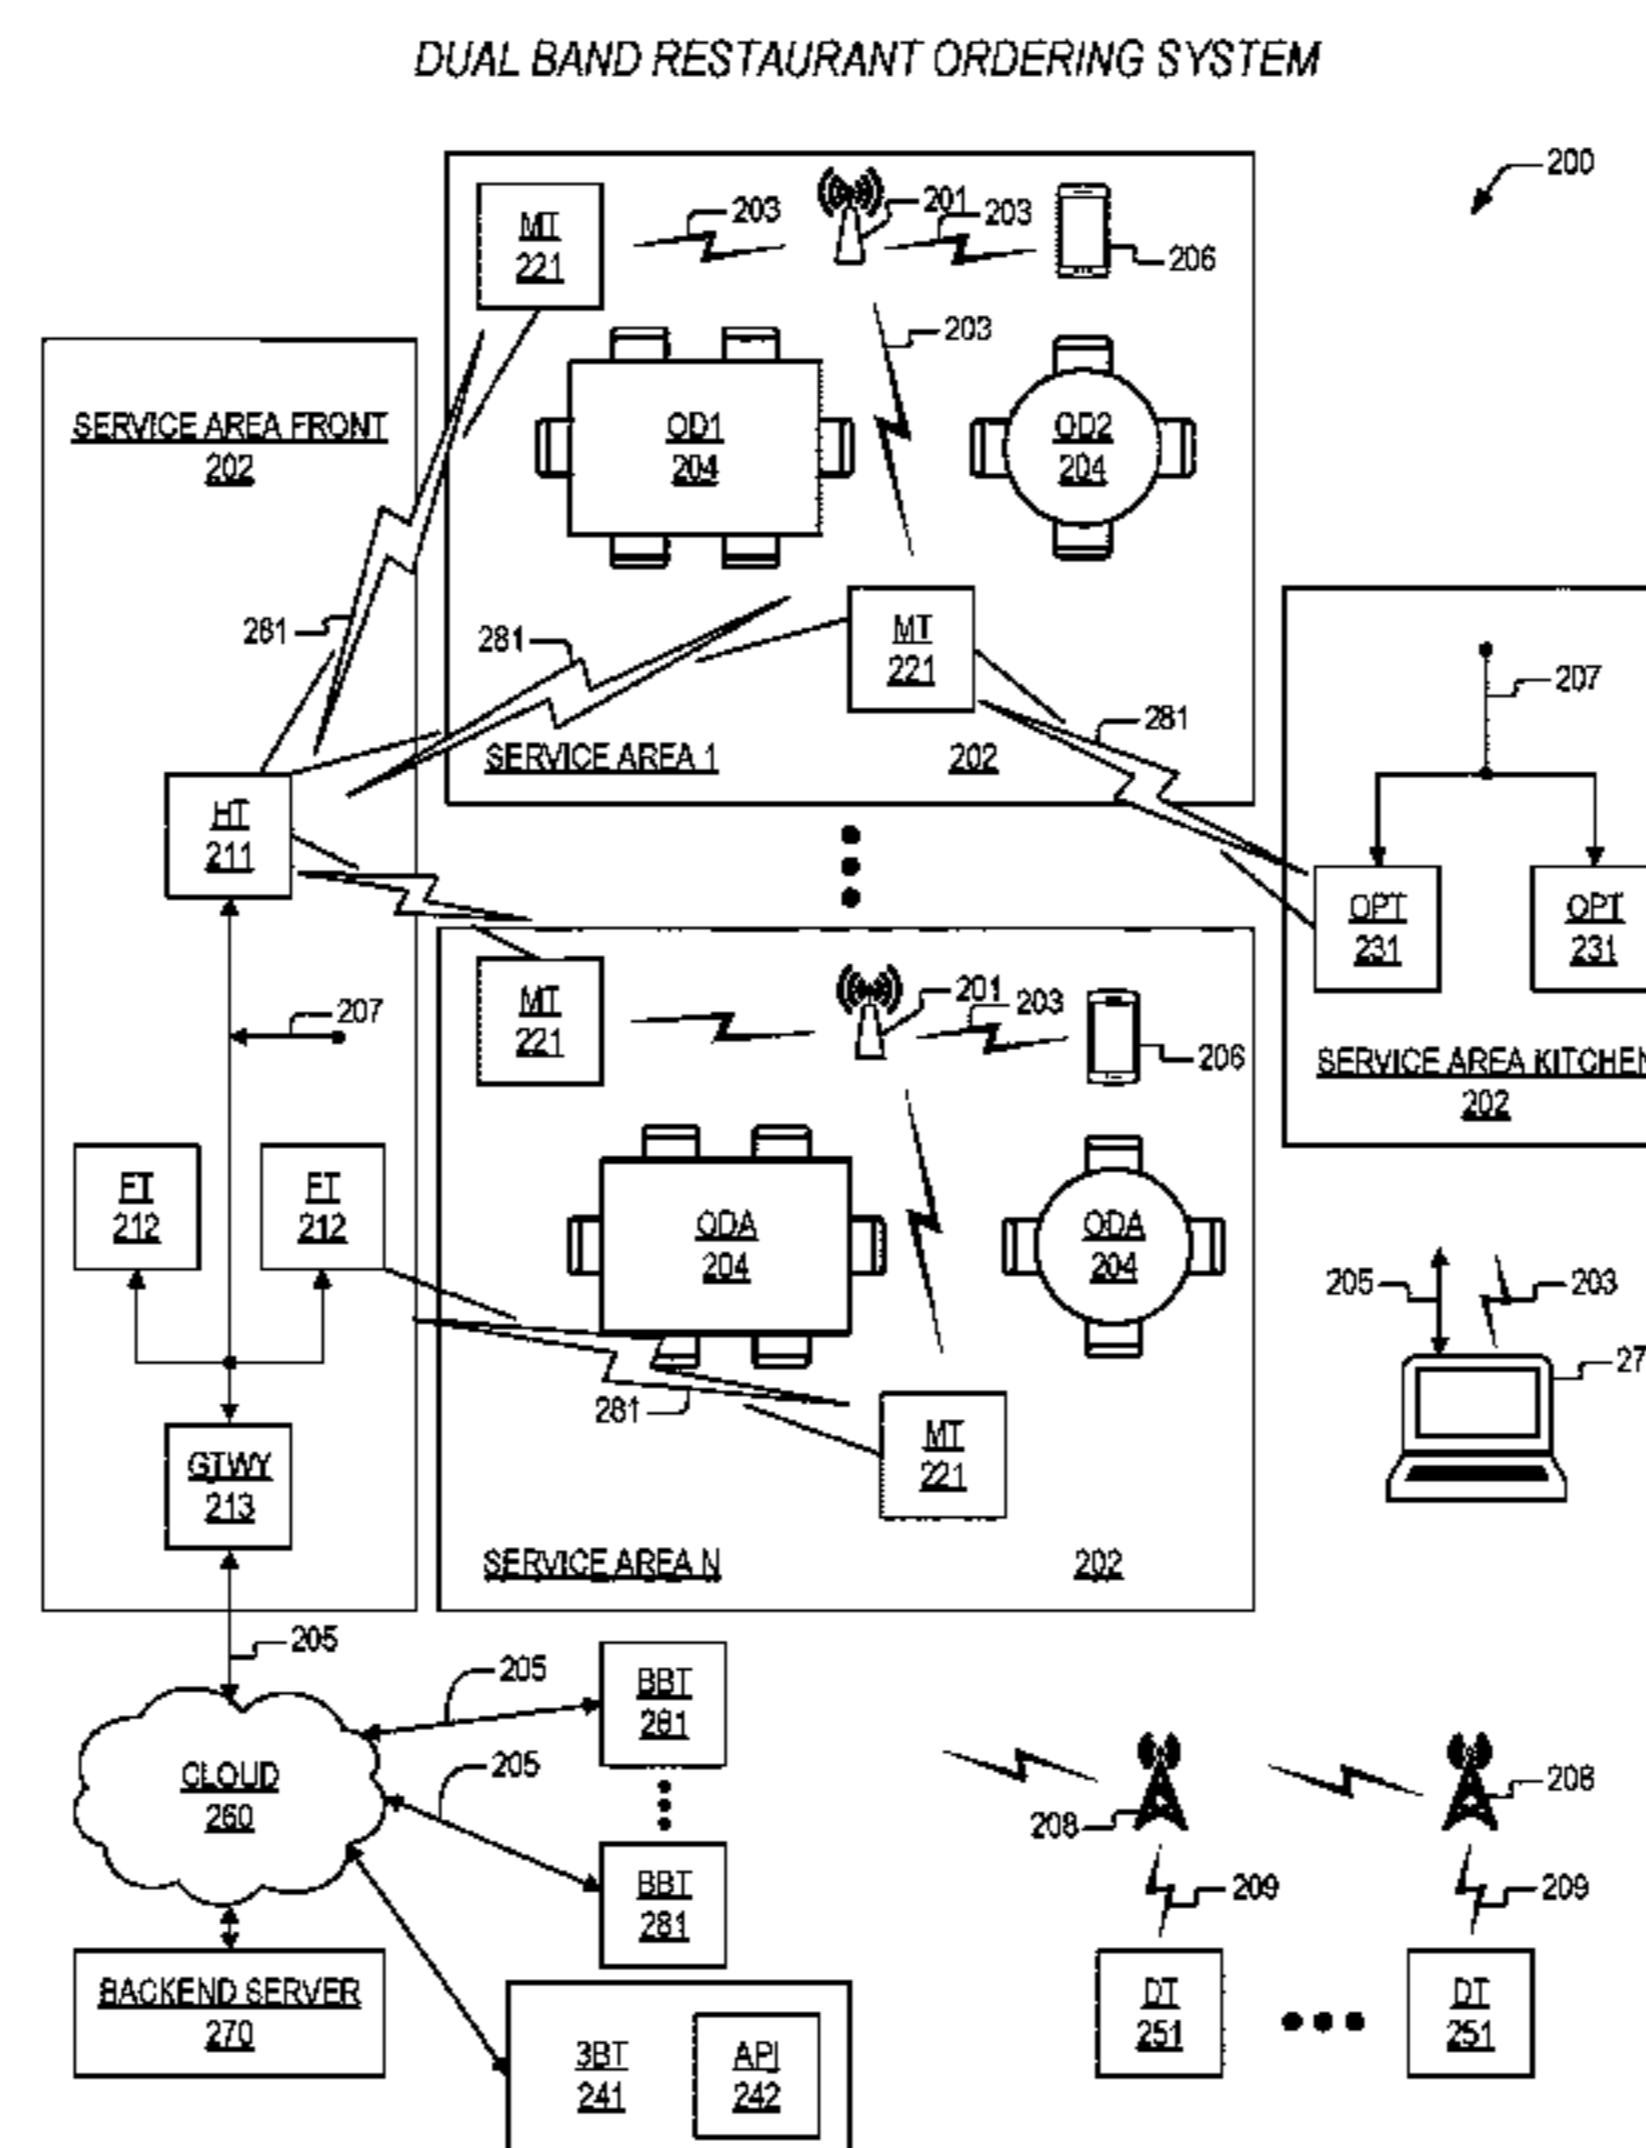 DUAL BAND RESTAURANT ORDERING SYSTEM
200
MT
221
203
201
203
206
203
SERVICE AREA FRONT
202
OD1
204
OD2
204
281
281
MT
221
281
207
SERVICE AREA 1
202
HT
211
OPT
231
OPT
231
207
MT
221
201
203
206
SERVICE AREA KITCHEN
202
FT
212
FT
212
ODA
204
ODA
204
205
203
27
281
MT
221
GTWY
213
SERVICE AREA N
202
205
205
BBT
281
CLOUD
260
205
208
208
BBT
281
209
209
BACKEND SERVER
270
3BT
241
API
242
DT
251
DT
251